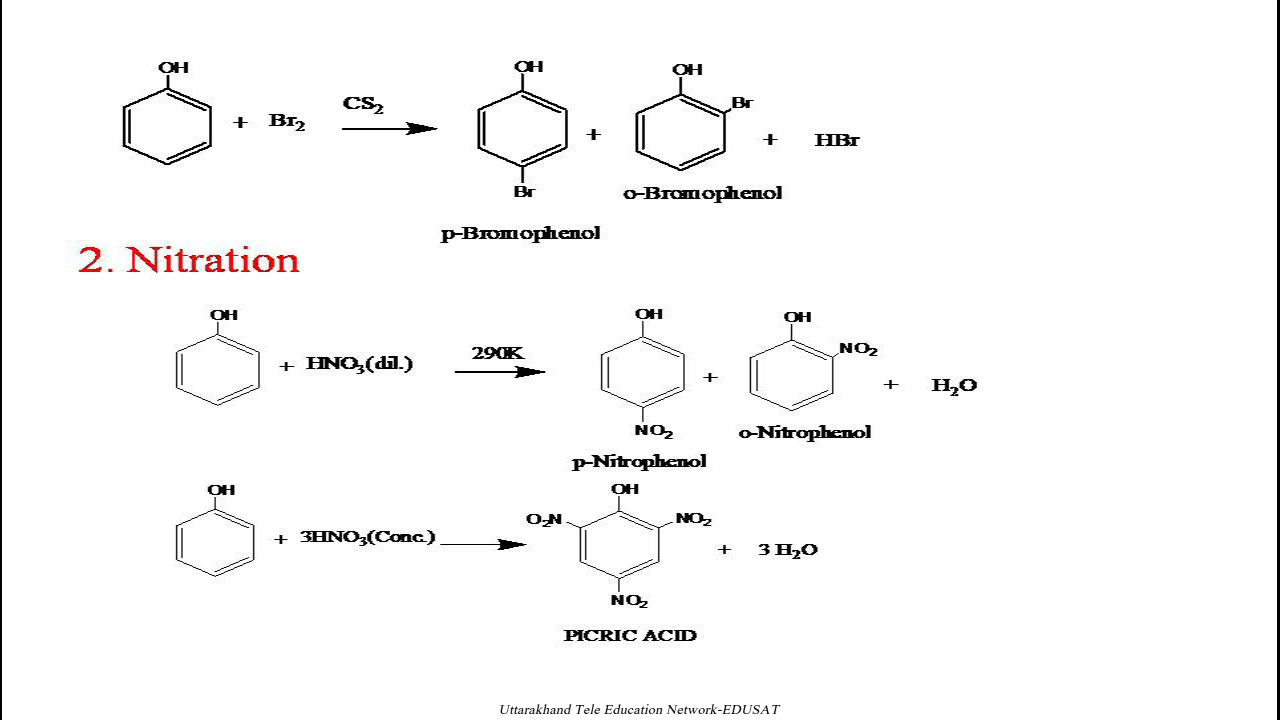 OH OH OH
+ Br₂ CS₂ + Br + HBr
Br
o-Bromophenol
p-Bromophenol
2. Nitration
OH OH OH
+ HNO₃(dil.) 290K + NO₂ + H₂O
NO₂
o-Nitrophenol
p-Nitrophenol
OH OH
+ 3HNO₃(Conc.) O₂N NO₂ + 3 H₂O
NO₂
PICRIC ACID
Uttarakhand Tele Education Network-EDUSAT